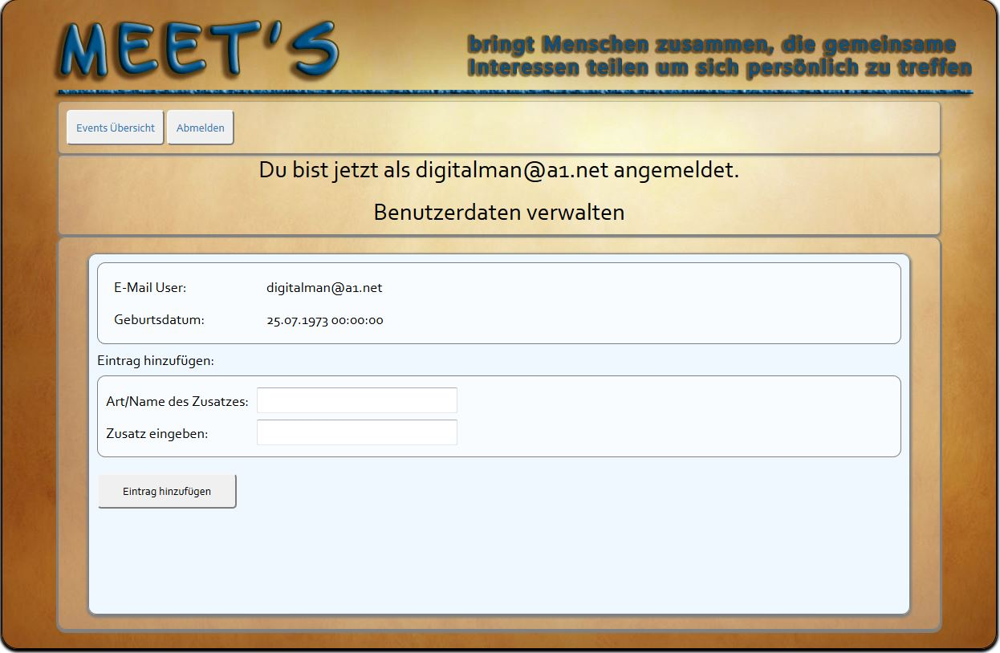 MEET'S
bringt Menschen zusammen, die gemeinsame
Interessen teilen um sich persönlich zu treffen
Events Übersicht
Abmelden
Du bist jetzt als digitalman@a1.net angemeldet.
Benutzerdaten verwalten
E-Mail User: digitalman@a1.net
Geburtsdatum: 25.07.1973 00:00:00
Eintrag hinzufügen:
Art/Name des Zusatzes:
Zusatz eingeben:
Eintrag hinzufügen